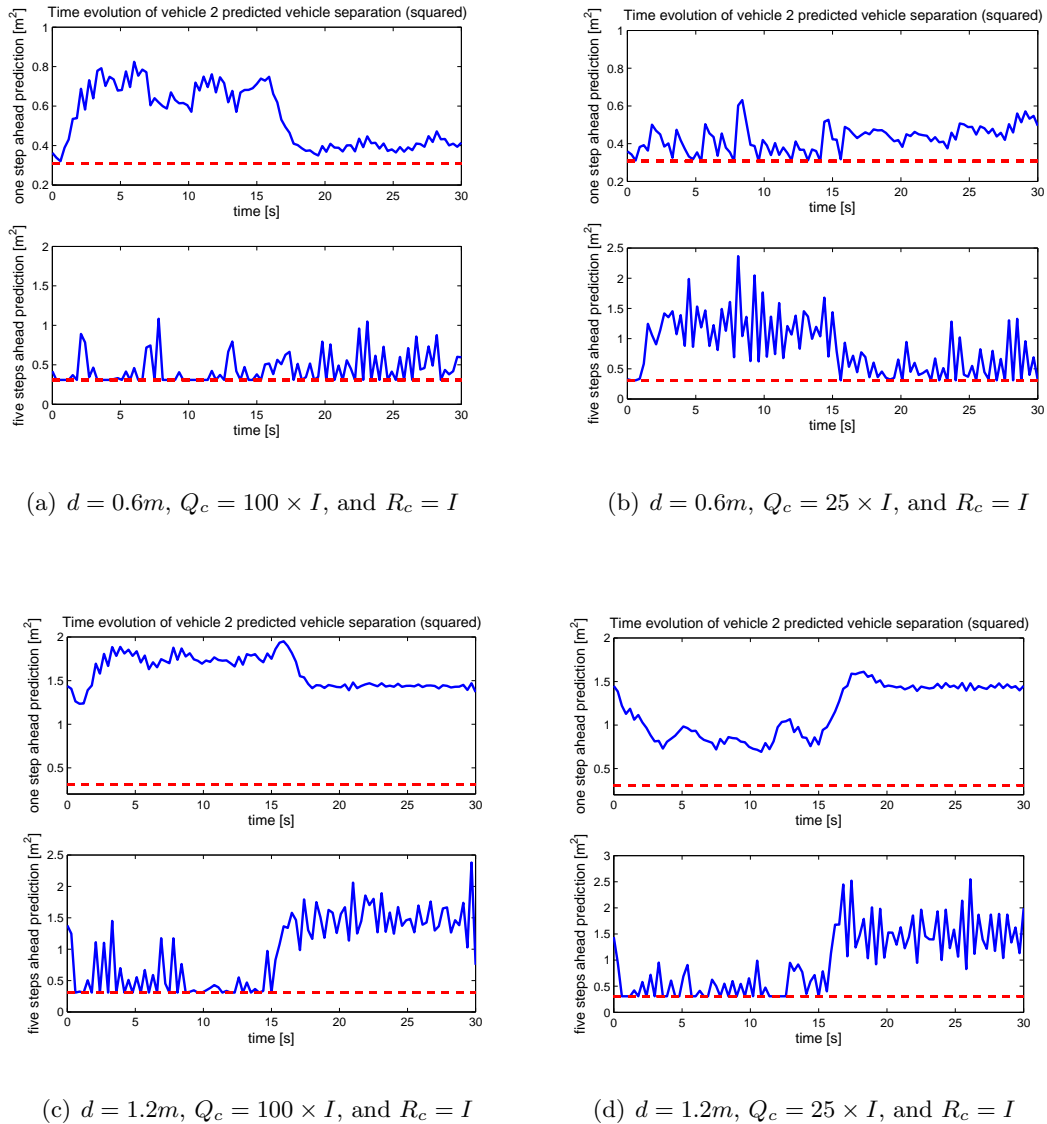 Time evolution of vehicle 2 predicted vehicle separation (squared)
one step ahead prediction [m²]
1
0.8
0.6
0.4
0.2
0 5 10 15 20 25 30
time [s]
five steps ahead prediction [m²]
2
1.5
1
0.5
0
0 5 10 15 20 25 30
time [s]
(a) d = 0.6m, Q_c = 100 × I, and R_c = I
Time evolution of vehicle 2 predicted vehicle separation (squared)
one step ahead prediction [m²]
1
0.8
0.6
0.4
0.2
0 5 10 15 20 25 30
time [s]
five steps ahead prediction [m²]
2.5
2
1.5
1
0.5
0
0 5 10 15 20 25 30
time [s]
(b) d = 0.6m, Q_c = 25 × I, and R_c = I
Time evolution of vehicle 2 predicted vehicle separation (squared)
one step ahead prediction [m²]
2
1.5
1
0.5
0 5 10 15 20 25 30
time [s]
five steps ahead prediction [m²]
2.5
2
1.5
1
0.5
0
0 5 10 15 20 25 30
time [s]
(c) d = 1.2m, Q_c = 100 × I, and R_c = I
Time evolution of vehicle 2 predicted vehicle separation (squared)
one step ahead prediction [m²]
2
1.5
1
0.5
0 5 10 15 20 25 30
time [s]
five steps ahead prediction [m²]
3
2.5
2
1.5
1
0.5
0
0 5 10 15 20 25 30
time [s]
(d) d = 1.2m, Q_c = 25 × I, and R_c = I